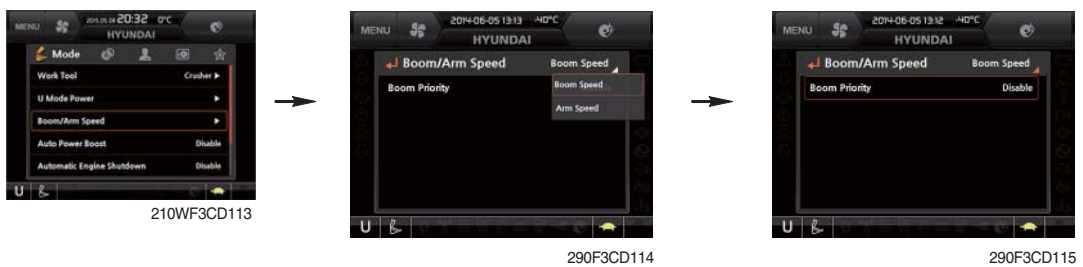 MENU 2015.05.08 20:32 0°C
HYUNDAI
Mode
Work Tool Crusher
U Mode Power
Boom/Arm Speed
Auto Power Boost Disable
Automatic Engine Shutdown Disable
U
210WF3CD113
MENU 2014-06-05 13:13 -40°C
HYUNDAI
Boom/Arm Speed Boom Speed
Boom Priority Boom Speed
Arm Speed
U
290F3CD114
MENU 2014-06-05 13:12 -40°C
HYUNDAI
Boom/Arm Speed Boom Speed
Boom Priority Disable
U
290F3CD115